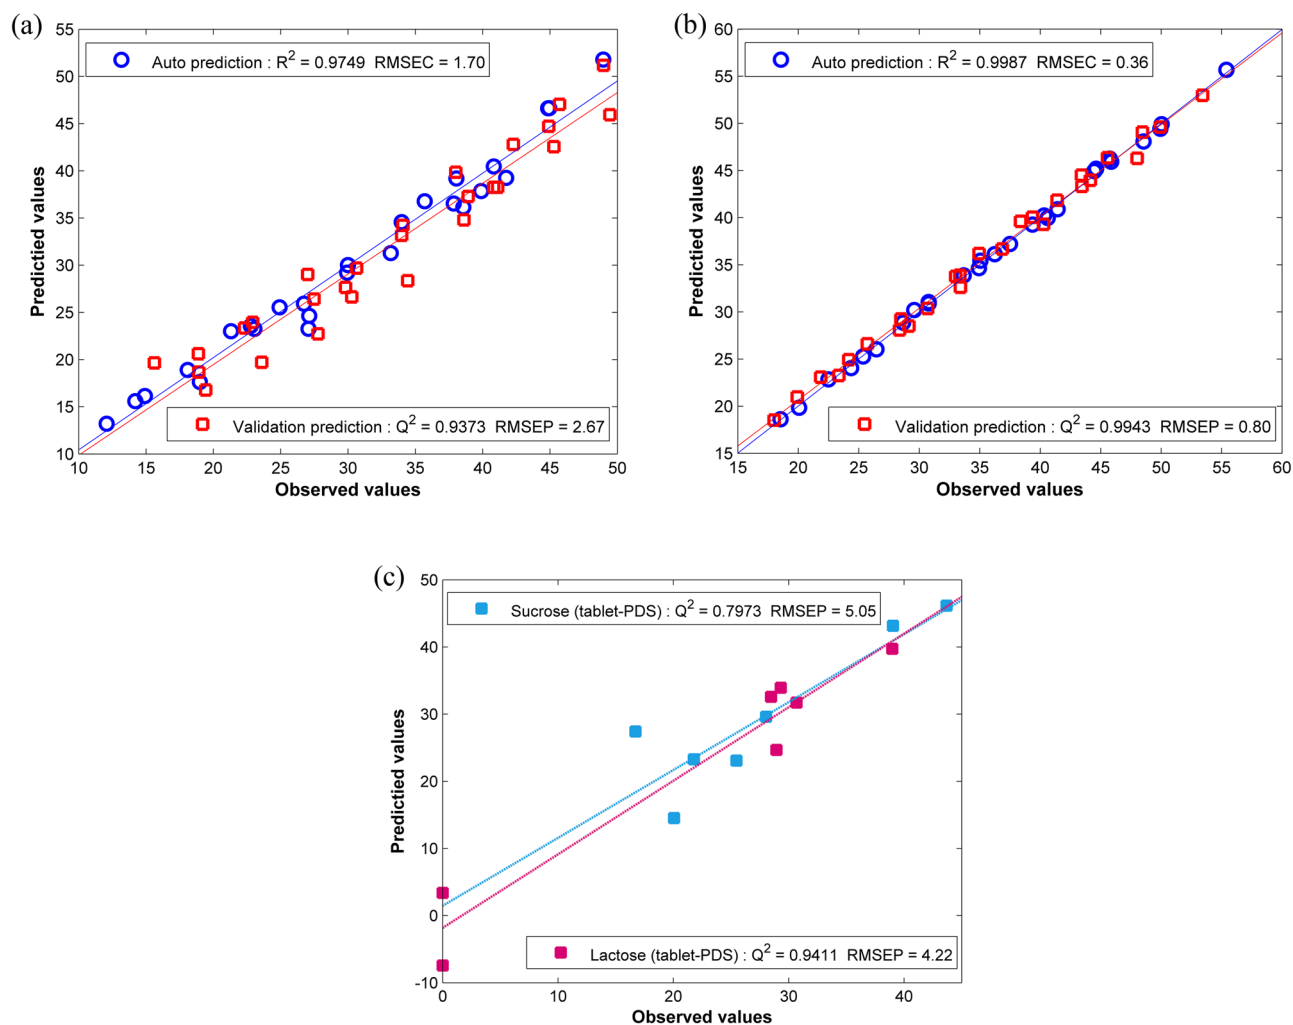 (a)
55
50
45
40
35
30
25
20
15
10
Predictied values
Auto prediction : R² = 0.9749 RMSEC = 1.70
Validation prediction : Q² = 0.9373 RMSEP = 2.67
10 15 20 25 30 35 40 45 50
Observed values
(b)
60
55
50
45
40
35
30
25
20
15
Predictied values
Auto prediction : R² = 0.9987 RMSEC = 0.36
Validation prediction : Q² = 0.9943 RMSEP = 0.80
15 20 25 30 35 40 45 50 55 60
Observed values
(c)
50
40
30
20
10
0
-10
Predictied values
Sucrose (tablet-PDS) : Q² = 0.7973 RMSEP = 5.05
Lactose (tablet-PDS) : Q² = 0.9411 RMSEP = 4.22
0 10 20 30 40
Observed values